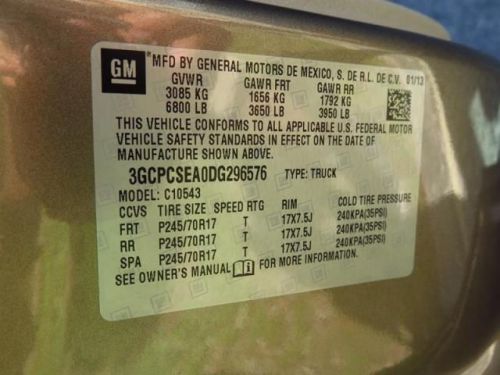 GM MFD BY GENERAL MOTORS DE MEXICO, S. DE R.L. DE C.V. 01/13
GVWR GAWR FRT GAWR RR
3085 KG 1656 KG 1792 KG
6800 LB 3650 LB 3950 LB
THIS VEHICLE CONFORMS TO ALL APPLICABLE U.S. FEDERAL MOTOR
VEHICLE SAFETY STANDARDS IN EFFECT ON THE DATE OF
MANUFACTURE SHOWN ABOVE.
3GCPCSEA0DG296576 TYPE: TRUCK
MODEL: C10543
CCVS TIRE SIZE SPEED RTG RIM COLD TIRE PRESSURE
FRT P245/70R17 T 17X7.5J 240KPA(35PSI)
RR P245/70R17 T 17X7.5J 240KPA(35PSI)
SPA P245/70R17 T 17X7.5J 240KPA(35PSI)
SEE OWNER'S MANUAL FOR MORE INFORMATION.